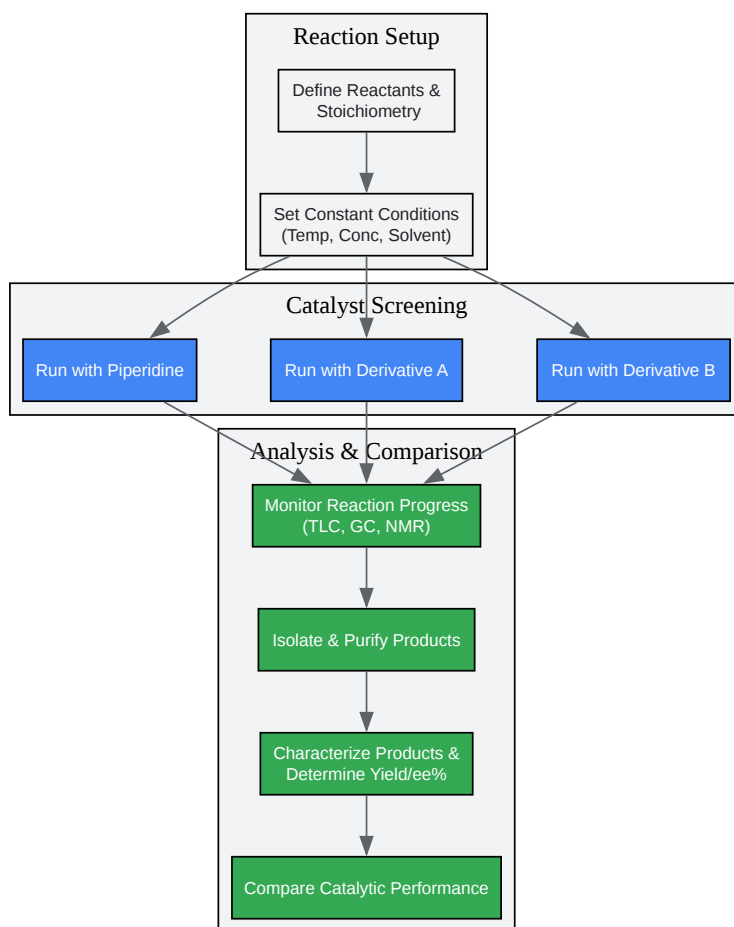 Reaction Setup
Define Reactants &
Stoichiometry
Set Constant Conditions
(Temp, Conc, Solvent)
Catalyst Screening
Run with Piperidine
Run with Derivative A
Run with Derivative B
Analysis & Comparison
Monitor Reaction Progress
(TLC, GC, NMR)
Isolate & Purify Products
Characterize Products &
Determine Yield/ee%
Compare Catalytic Performance